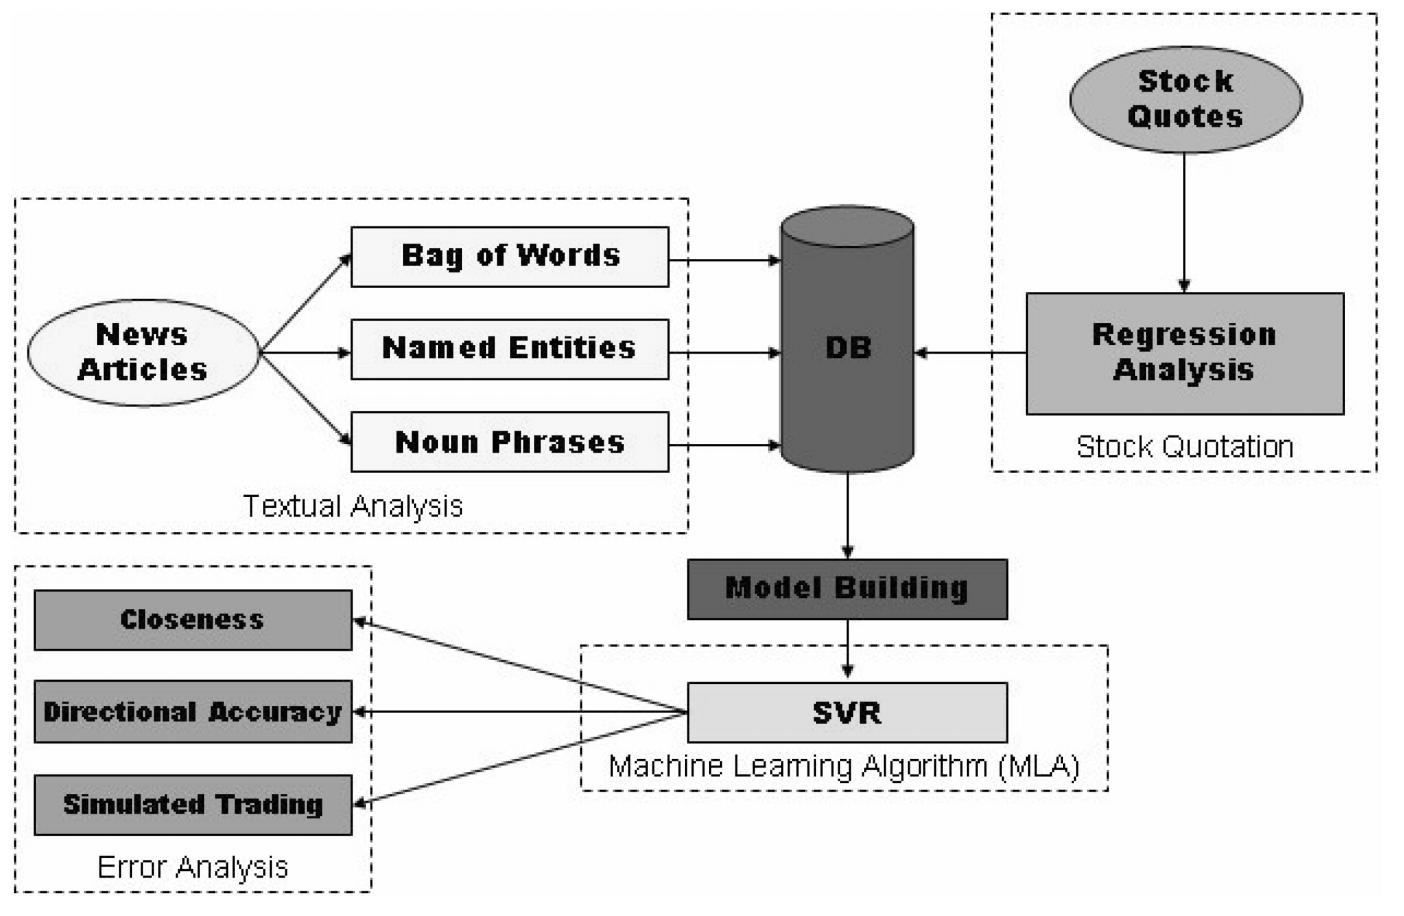 Stock
Quotes
Bag of Words
News
Articles
Named Entities
DB
Regression
Analysis
Noun Phrases
Stock Quotation
Textual Analysis
Model Building
Closeness
Directional Accuracy
SVR
Machine Learning Algorithm (MLA)
Simulated Trading
Error Analysis